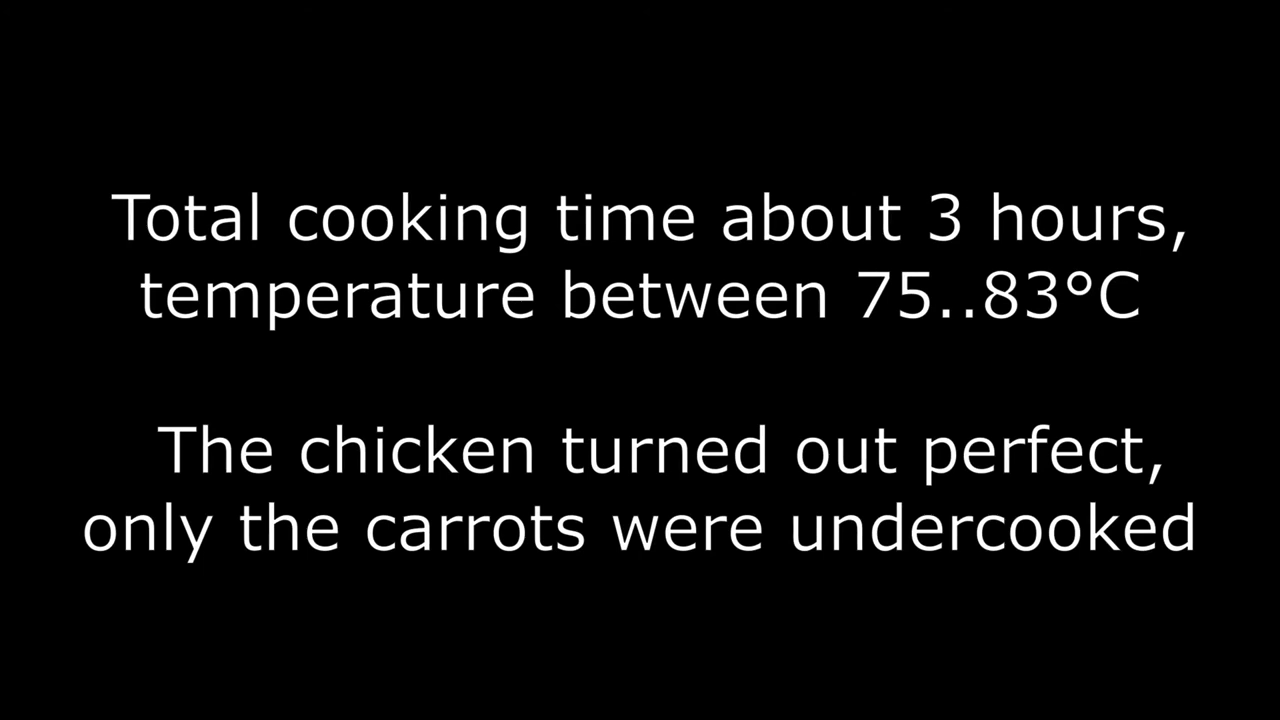 Total cooking time about 3 hours,
temperature between 75..83°C
The chicken turned out perfect,
only the carrots were undercooked